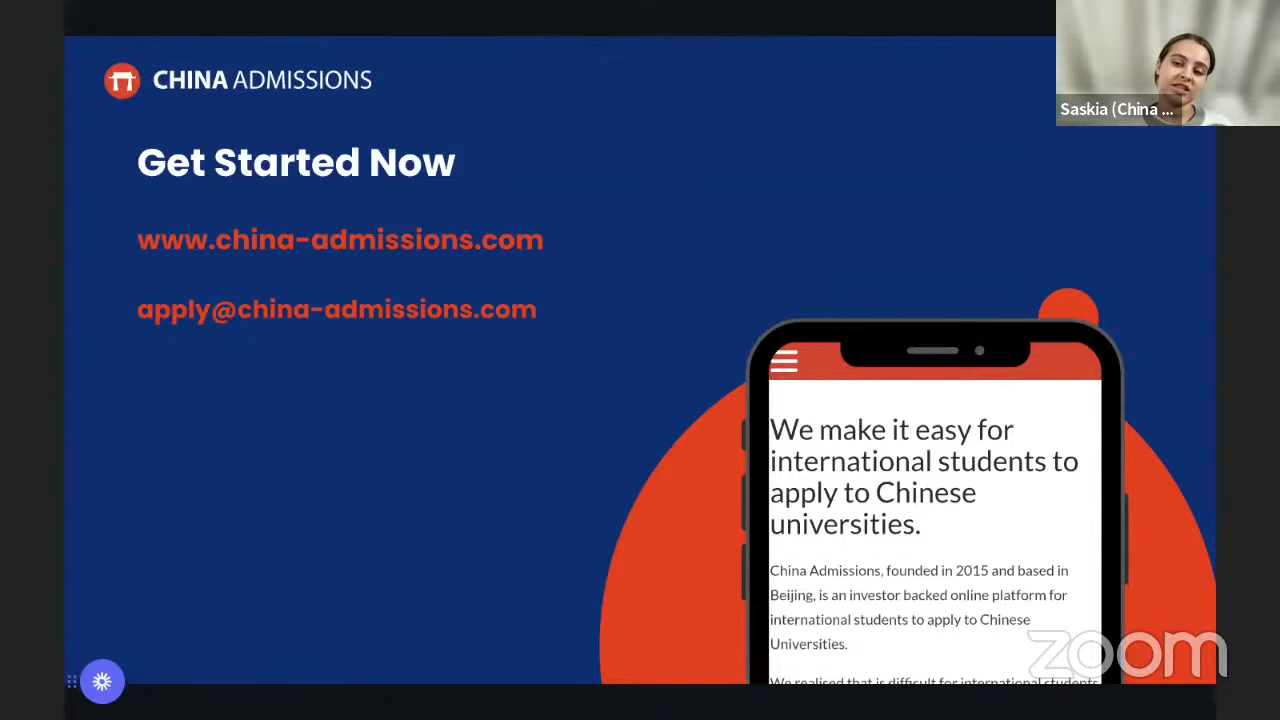 CHINA ADMISSIONS
Saskia (China ...
Get Started Now
www.china-admissions.com
apply@china-admissions.com
We make it easy for
international students to
apply to Chinese
universities.
China Admissions, founded in 2015 and based in
Beijing, is an investor backed online platform for
international students to apply to Chinese
Universities.
We realised that is difficult for international students
zoom